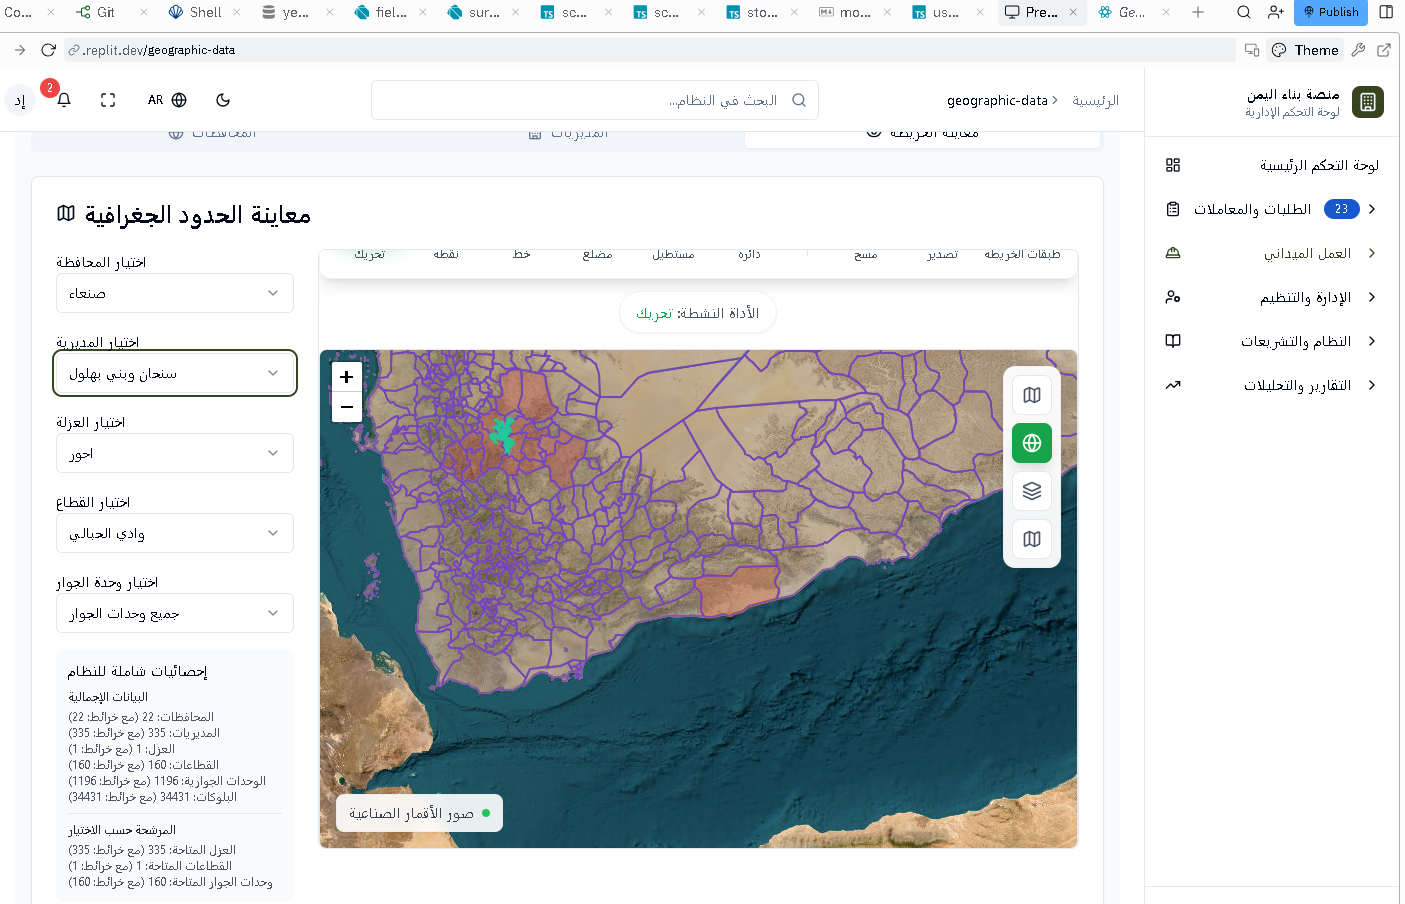 Co...
Git
Shell
ye...
fiel...
sur...
sc...
sc...
sto...
mo...
us...
Pre...
Ge...
Publish
.replit.dev/geographic-data
Theme
منصة بناء اليمن
لوحة التحكم الإدارية
الرئيسية
geographic-data
البحث في النظام...
AR
2
إد
لوحة التحكم الرئيسية
الطلبات والمعاملات
23
العمل الميداني
الإدارة والتنظيم
النظام والتشريعات
التقارير والتحليلات
معاينة الخريطة
المديريات
المحافظات
معاينة الحدود الجغرافية
طبقات الخريطة
تصدير
مسح
دائرة
مستطيل
مضلع
خط
نقطة
تحريك
الأداة النشطة: تحريك
+
−
صور الأقمار الصناعية
اختيار المحافظة
صنعاء
اختيار المديرية
سنحان وبني بهلول
اختيار العزلة
احور
اختيار القطاع
وادي الحبالي
اختيار وحدة الجوار
جميع وحدات الجوار
إحصائيات شاملة للنظام
البيانات الإجمالية
المحافظات: 22 (مع خرائط: 22)
المديريات: 335 (مع خرائط: 335)
العزل: 1 (مع خرائط: 1)
القطاعات: 160 (مع خرائط: 160)
الوحدات الجوارية: 1196 (مع خرائط: 1196)
البلوكات: 34431 (مع خرائط: 34431)
المرشحة حسب الاختيار
العزل المتاحة: 335 (مع خرائط: 335)
القطاعات المتاحة: 1 (مع خرائط: 1)
وحدات الجوار المتاحة: 160 (مع خرائط: 160)